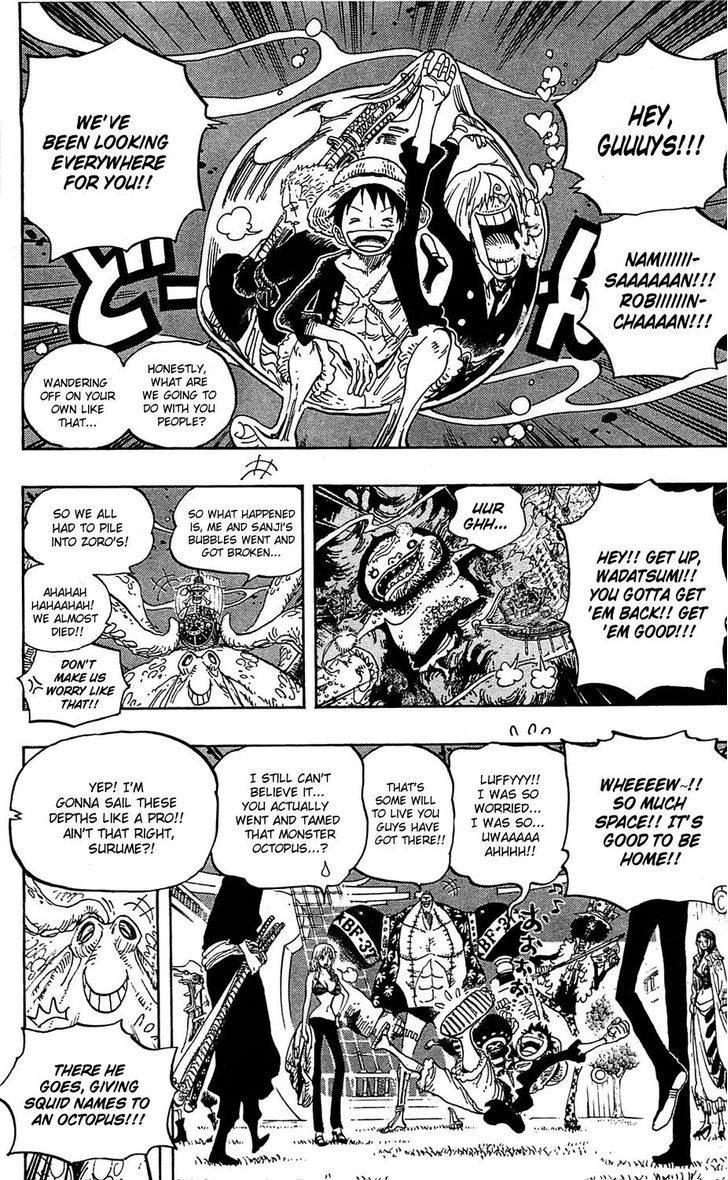 HEY,
GUUUYS!!!
NAMIIIIII-
SAAAAAAN!!!
ROBIIIIIIN-
CHAAAAN!!!
WE'VE
BEEN LOOKING
EVERYWHERE
FOR YOU!!
どーん
HONESTLY,
WHAT ARE
WE GOING
TO DO
WITH YOU
PEOPLE?
WANDERING
OFF ON YOUR
OWN LIKE
THAT...
HEY!! GET UP,
WADATSUMI!!
YOU GOTTA GET
'EM BACK!! GET
'EM GOOD!!!
UUR
GHH...
SO WHAT HAPPENED
IS, ME AND SANJI'S
BUBBLES WENT AND
GOT BROKEN...
SO WE ALL
HAD TO PILE
INTO ZORO'S!
AHAHAH
HAHAAHAH!
WE ALMOST
DIED!!
DON'T
MAKE US
WORRY LIKE
THAT!!
WHEEEEW~!!
SO MUCH
SPACE!! IT'S
GOOD TO BE
HOME!!
LUFFYYY!!
I WAS SO
WORRIED...
I WAS SO...
UWAAAAA
AHHHH!!
THAT'S
SOME WILL
TO LIVE YOU
GUYS HAVE
GOT THERE!!
I STILL CAN'T
BELIEVE IT...
YOU ACTUALLY
WENT AND TAMED
THAT MONSTER
OCTOPUS...?
YEP! I'M
GONNA SAIL THESE
DEPTHS LIKE A PRO!!
AIN'T THAT RIGHT,
SURUME?!
BF-3
BF-3
THERE HE
GOES, GIVING
SQUID NAMES TO
AN OCTOPUS!!!